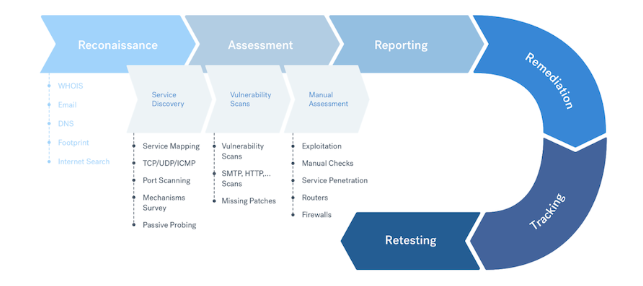 Reconaissance
Assessment
Reporting
Remediation
Tracking
Retesting
WHOIS
Email
DNS
Footprint
Internet Search
Service
Discovery
Service Mapping
TCP/UDP/ICMP
Port Scanning
Mechanisms
Survey
Passive Probing
Vulnerability
Scans
Vulnerability
Scans
SMTP, HTTP,...
Scans
Missing Patches
Manual
Assessment
Exploitation
Manual Checks
Service Penetration
Routers
Firewalls